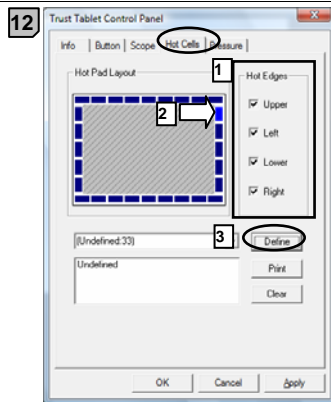 12
Trust Tablet Control Panel
Info Button Scope Hot Cells Pressure
Hot Pad Layout
1
Hot Edges
Upper
2
Left
Lower
Right
(Undefined:33)
3
Define
Undefined
Print
Clear
OK Cancel Apply